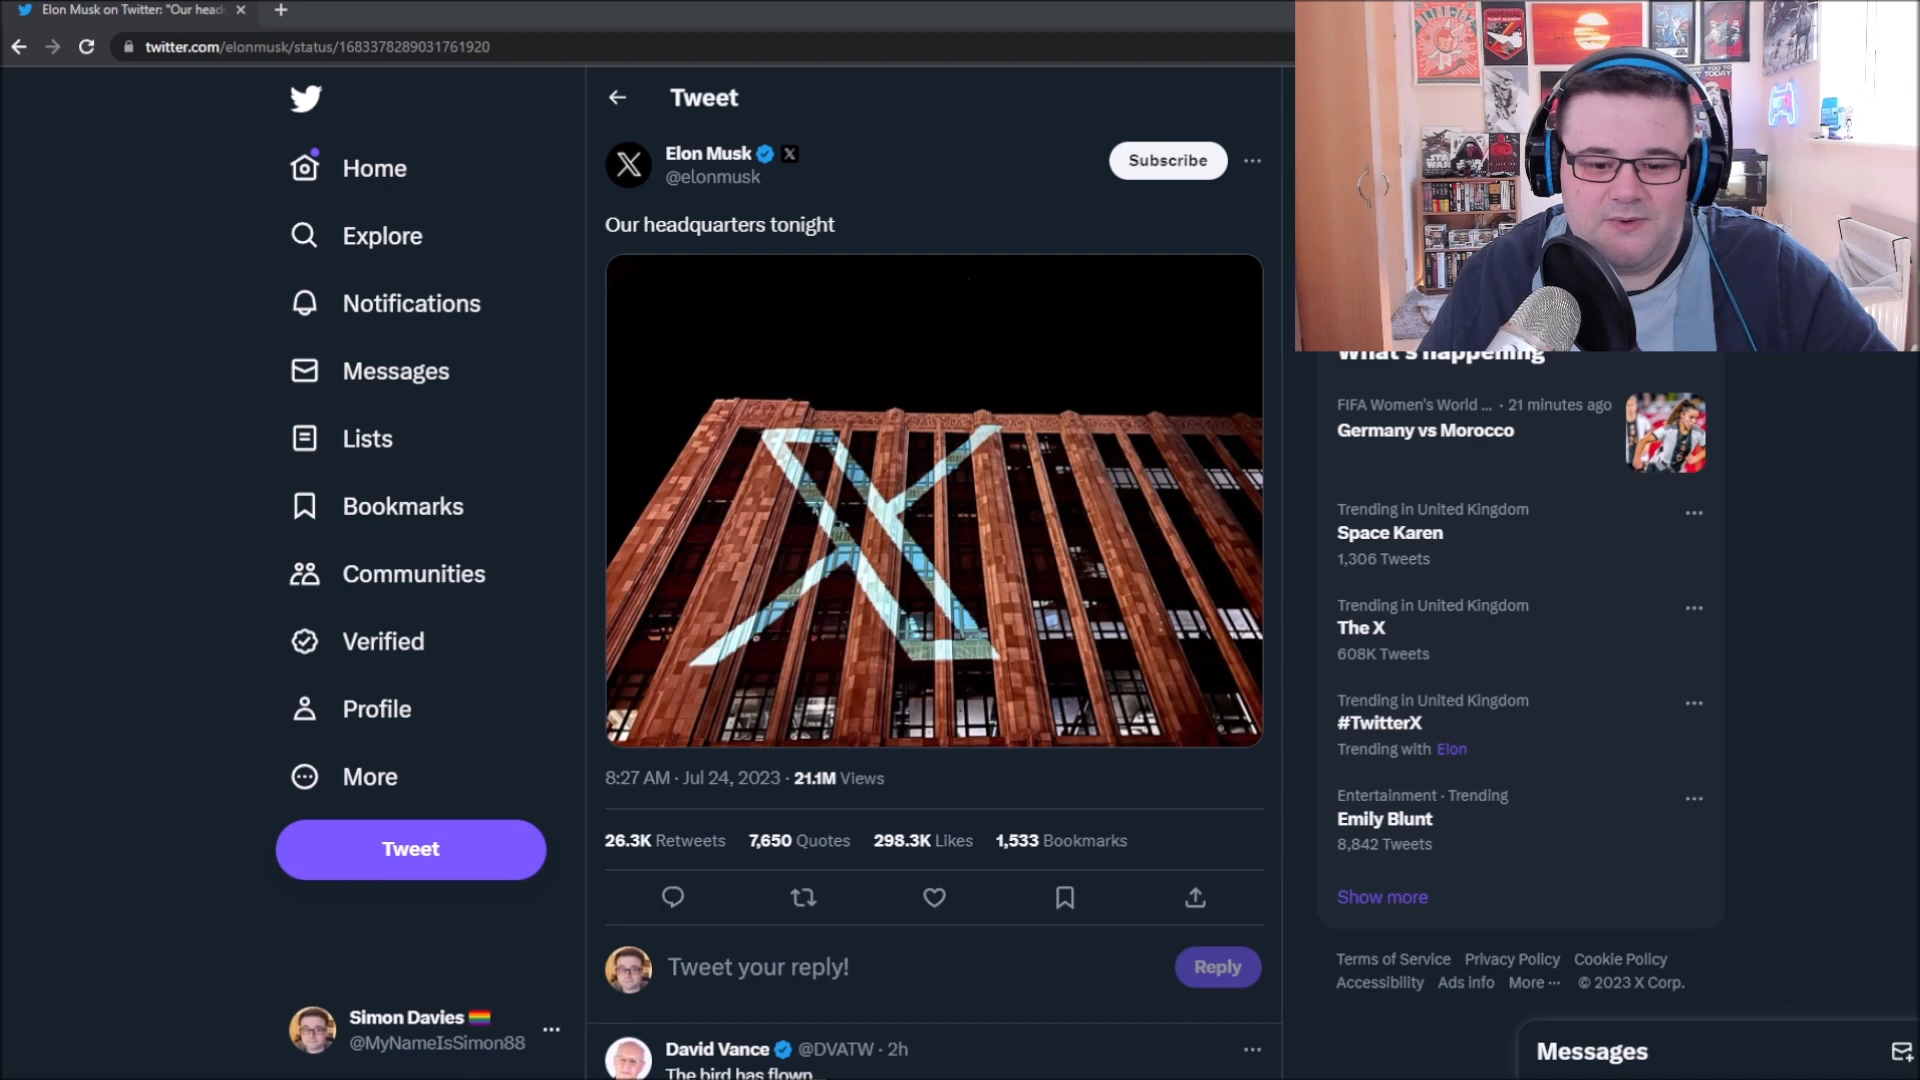 Elon Musk on Twitter: "Our head
twitter.com/elonmusk/status/1683378289031761920
Home
Explore
Notifications
Messages
Lists
Bookmarks
Communities
Verified
Profile
More
Tweet
Simon Davies
@MyNameIsSimon88
Tweet
Elon Musk
@elonmusk
Subscribe
Our headquarters tonight
8:27 AM · Jul 24, 2023 · 21.1M Views
26.3K Retweets 7,650 Quotes 298.3K Likes 1,533 Bookmarks
Tweet your reply!
Reply
David Vance @DVATW · 2h
The bird has flown...
What's happening
FIFA Women's World ... · 21 minutes ago
Germany vs Morocco
Trending in United Kingdom
Space Karen
1,306 Tweets
Trending in United Kingdom
The X
608K Tweets
Trending in United Kingdom
#TwitterX
Trending with Elon
Entertainment · Trending
Emily Blunt
8,842 Tweets
Show more
Terms of Service Privacy Policy Cookie Policy
Accessibility Ads info More ··· © 2023 X Corp.
Messages